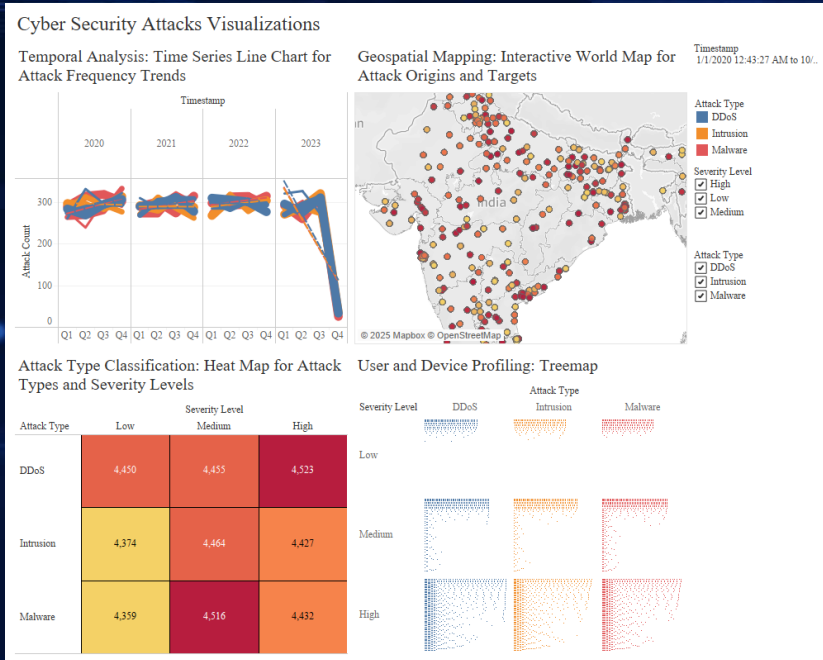 Cyber Security Attacks Visualizations
Temporal Analysis: Time Series Line Chart for
Attack Frequency Trends
Timestamp
2020 2021 2022 2023
Attack Count
300
200
100
0
Q1 Q2 Q3 Q4 Q1 Q2 Q3 Q4 Q1 Q2 Q3 Q4 Q1 Q2 Q3 Q4
Geospatial Mapping: Interactive World Map for
Attack Origins and Targets
India
© 2025 Mapbox © OpenStreetMap
Timestamp
1/1/2020 12:43:27 AM to 10/..
Attack Type
DDoS
Intrusion
Malware
Severity Level
High
Low
Medium
Attack Type
DDoS
Intrusion
Malware
Attack Type Classification: Heat Map for Attack
Types and Severity Levels
Severity Level
Attack Type Low Medium High
DDoS 4,450 4,455 4,523
Intrusion 4,374 4,464 4,427
Malware 4,359 4,516 4,432
User and Device Profiling: Treemap
Attack Type
Severity Level DDoS Intrusion Malware
Low
Medium
High